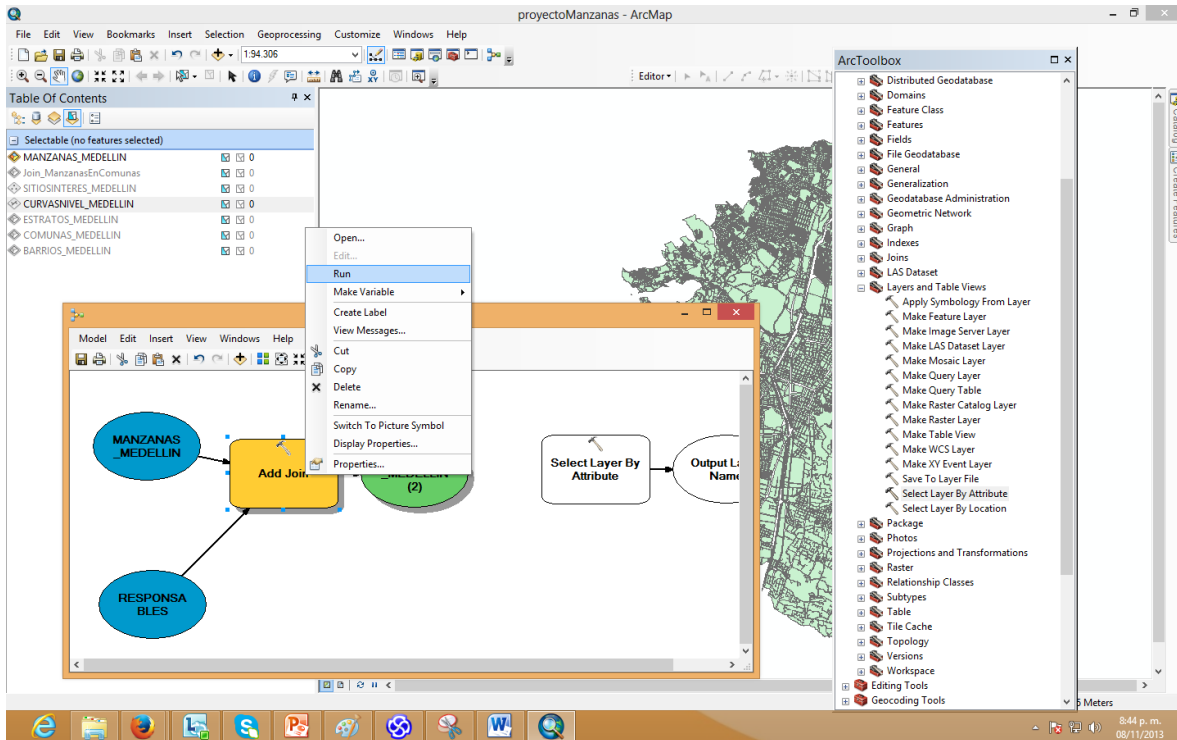 proyectoManzanas - ArcMap
File Edit View Bookmarks Insert Selection Geoprocessing Customize Windows Help
1:94.306
Editor
Table Of Contents
Selectable (no features selected)
MANZANAS_MEDELLIN 0
Join_ManzanasEnComunas 0
SITIOSINTERES_MEDELLIN 0
CURVASNIVEL_MEDELLIN 0
ESTRATOS_MEDELLIN 0
COMUNAS_MEDELLIN 0
BARRIOS_MEDELLIN 0
Open...
Edit...
Run
Make Variable
Create Label
View Messages...
Cut
Copy
Delete
Rename...
Switch To Picture Symbol
Display Properties...
Properties...
Model Edit Insert View Windows Help
MANZANAS
_MEDELLIN
Add Join
_MEDELLIN
(2)
Select Layer By
Attribute
Output La
Name
RESPONSA
BLES
ArcToolbox
Distributed Geodatabase
Domains
Feature Class
Features
Fields
File Geodatabase
General
Generalization
Geodatabase Administration
Geometric Network
Graph
Indexes
Joins
LAS Dataset
Layers and Table Views
Apply Symbology From Layer
Make Feature Layer
Make Image Server Layer
Make LAS Dataset Layer
Make Mosaic Layer
Make Query Layer
Make Query Table
Make Raster Catalog Layer
Make Raster Layer
Make Table View
Make WCS Layer
Make XY Event Layer
Save To Layer File
Select Layer By Attribute
Select Layer By Location
Package
Photos
Projections and Transformations
Raster
Relationship Classes
Subtypes
Table
Tile Cache
Topology
Versions
Workspace
Editing Tools
Geocoding Tools
Catalog
Create Features
Meters
8:44 p. m.
08/11/2013